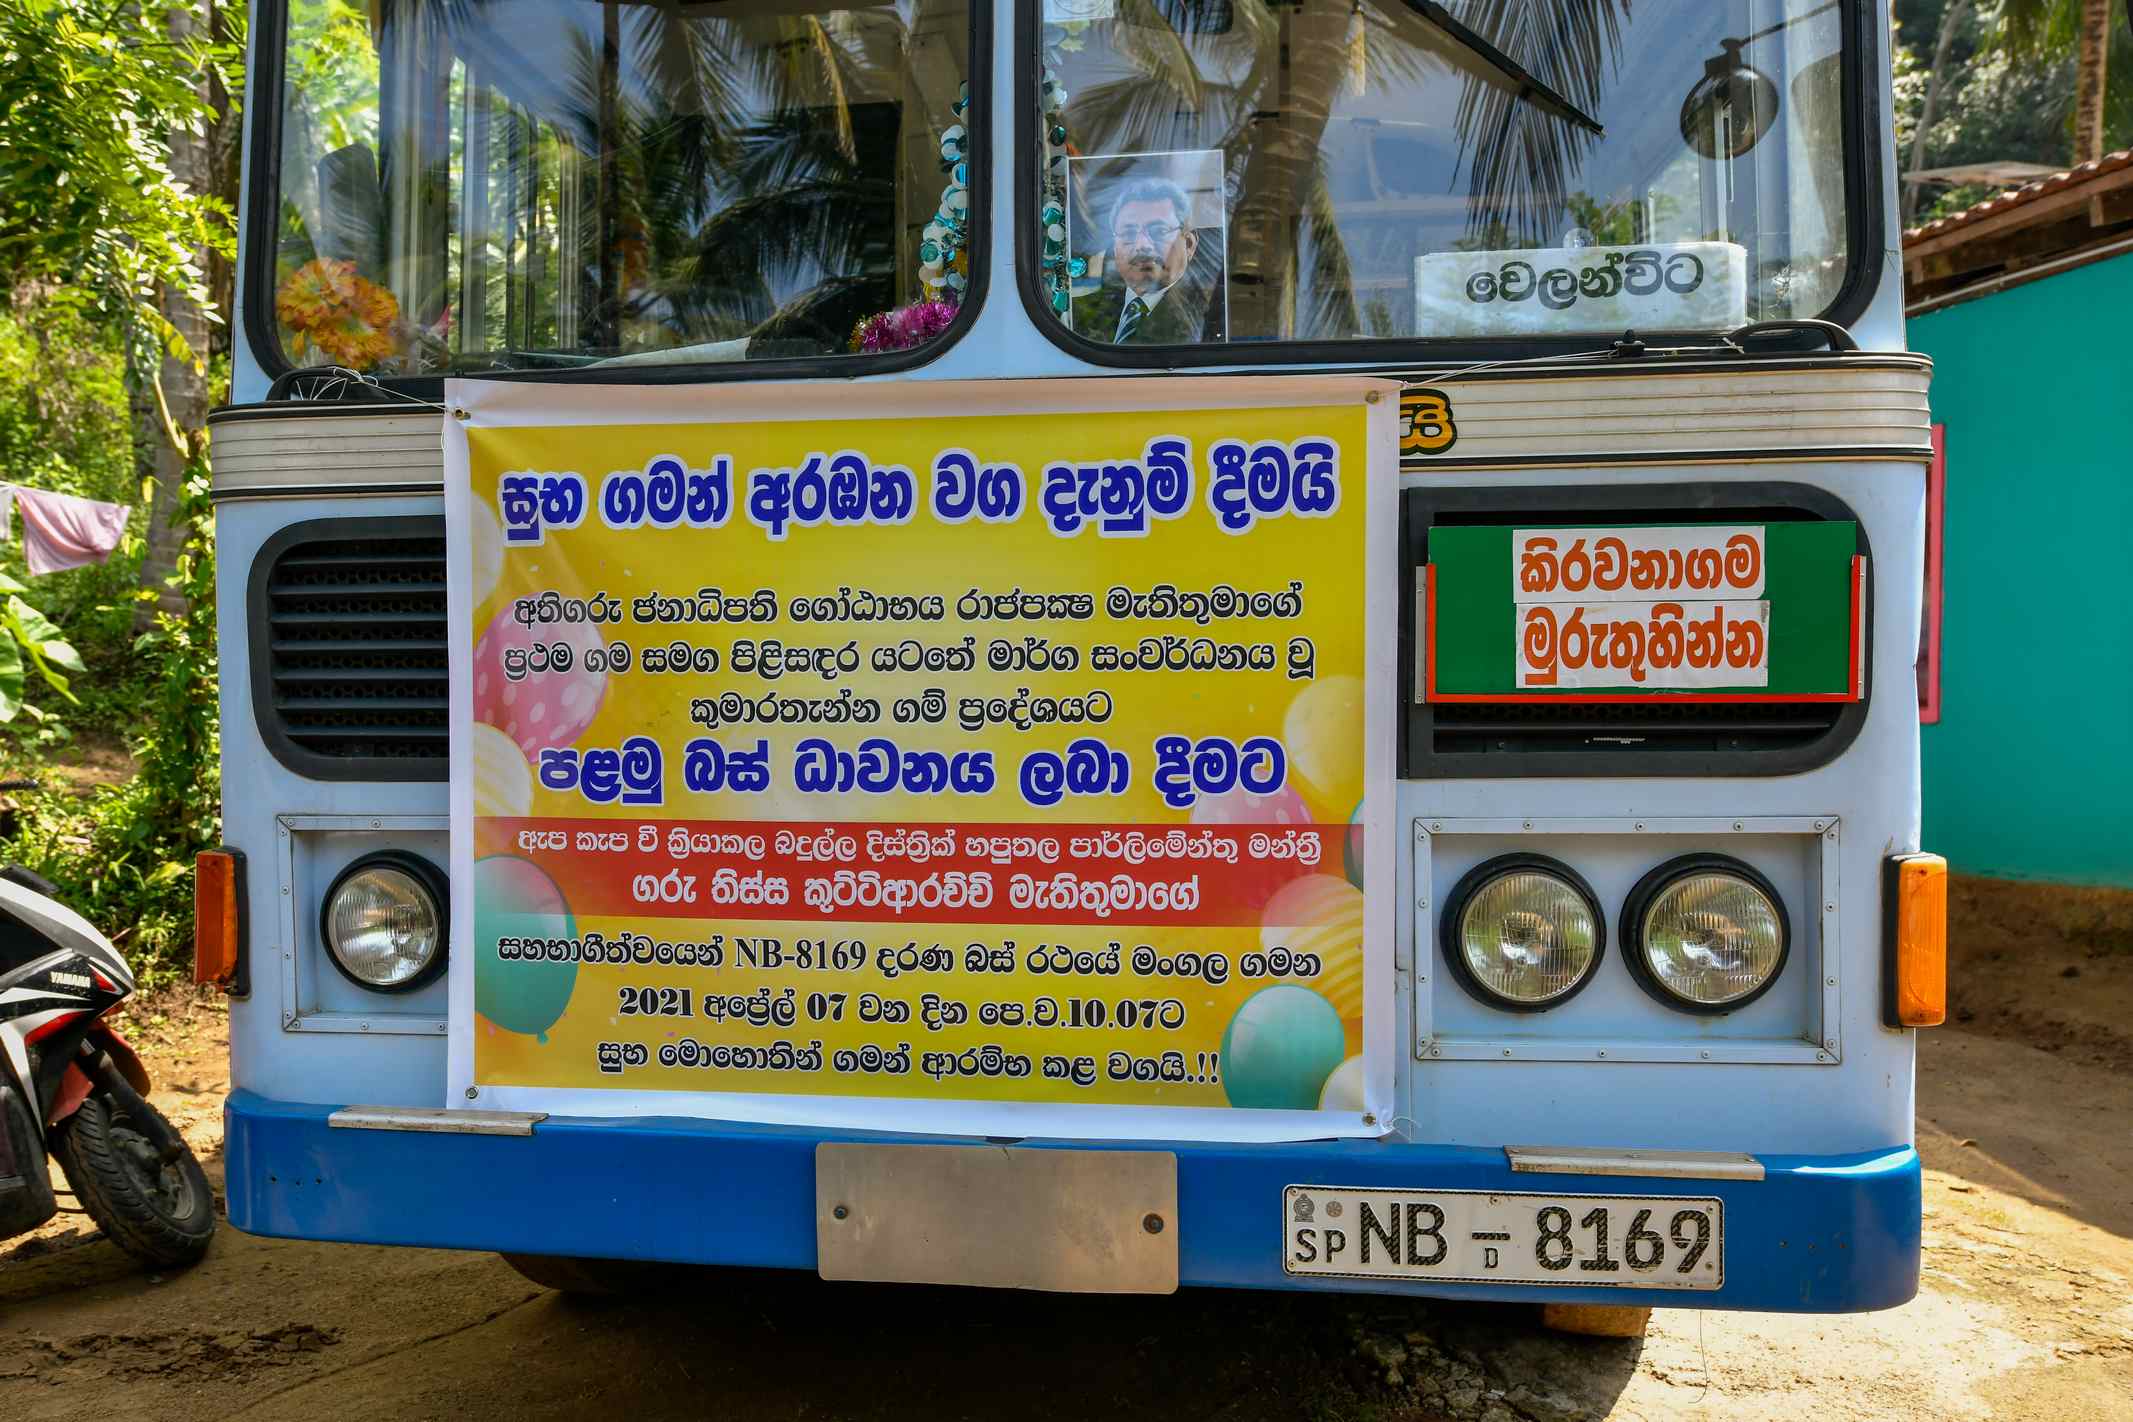 වෙලන්විට
යි
සුභ ගමන් අරඹන වග දැනුම් දීමයි
අතිගරු ජනාධිපති ගෝඨාභය රාජපක්ෂ මැතිතුමාගේ
ප්‍රථම ගම සමග පිළිසඳර යටතේ මාර්ග සංවර්ධනය වූ
කුමාරතැන්න ගම් ප්‍රදේශයට
පළමු බස් ධාවනය ලබා දීමට
ඇප කැප වී ක්‍රියාකල බදුල්ල දිස්ත්‍රික් හපුතල පාර්ලිමේන්තු මන්ත්‍රී
ගරු තිස්ස කුට්ටිආරච්චි මැතිතුමාගේ
සහභාගීත්වයෙන් NB-8169 දරණ බස් රථයේ මංගල ගමන
2021 අප්‍රේල් 07 වන දින පෙ.ව.10.07ට
සුභ මොහොතින් ගමන් ආරම්භ කළ වගයි.!!
කිරවනාගම
මුරුතුහින්න
YAMAHA
SP NB - 8169
D